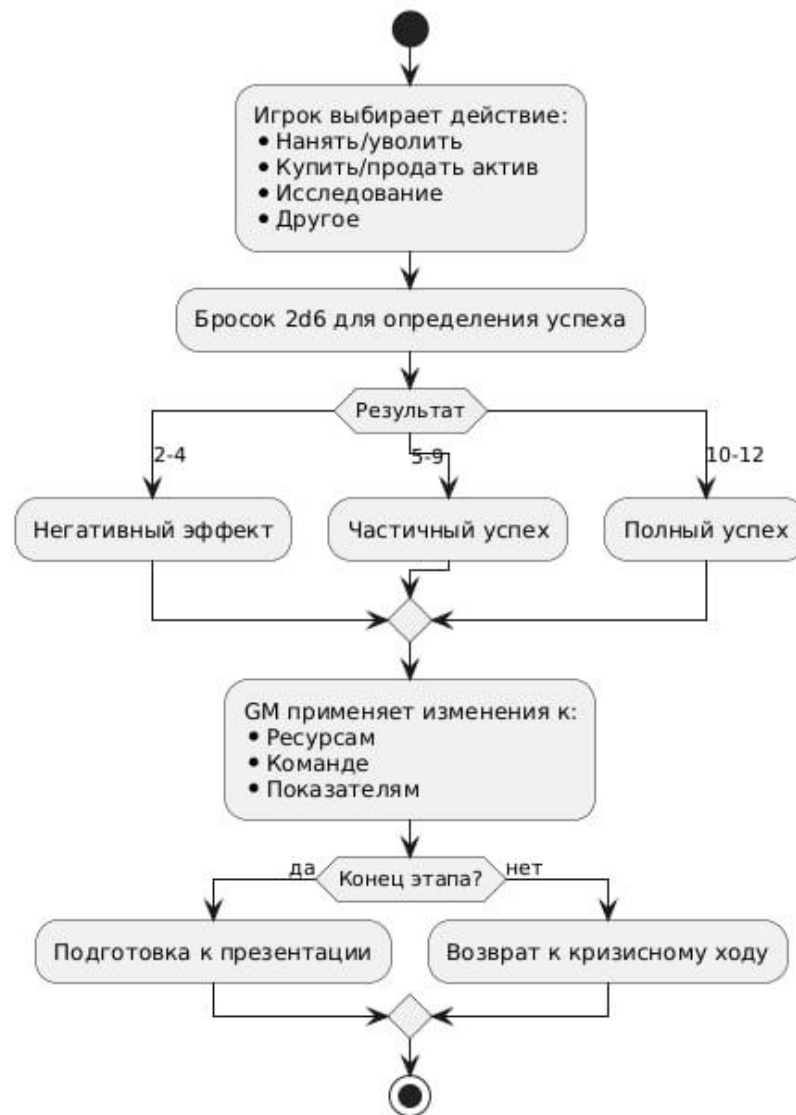 Игрок выбирает действие:
• Нанять/уволить
• Купить/продать актив
• Исследование
• Другое
Бросок 2d6 для определения успеха
Результат
2-4
5-9
10-12
Негативный эффект
Частичный успех
Полный успех
GM применяет изменения к:
• Ресурсам
• Команде
• Показателям
да
Конец этапа?
нет
Подготовка к презентации
Возврат к кризисному ходу